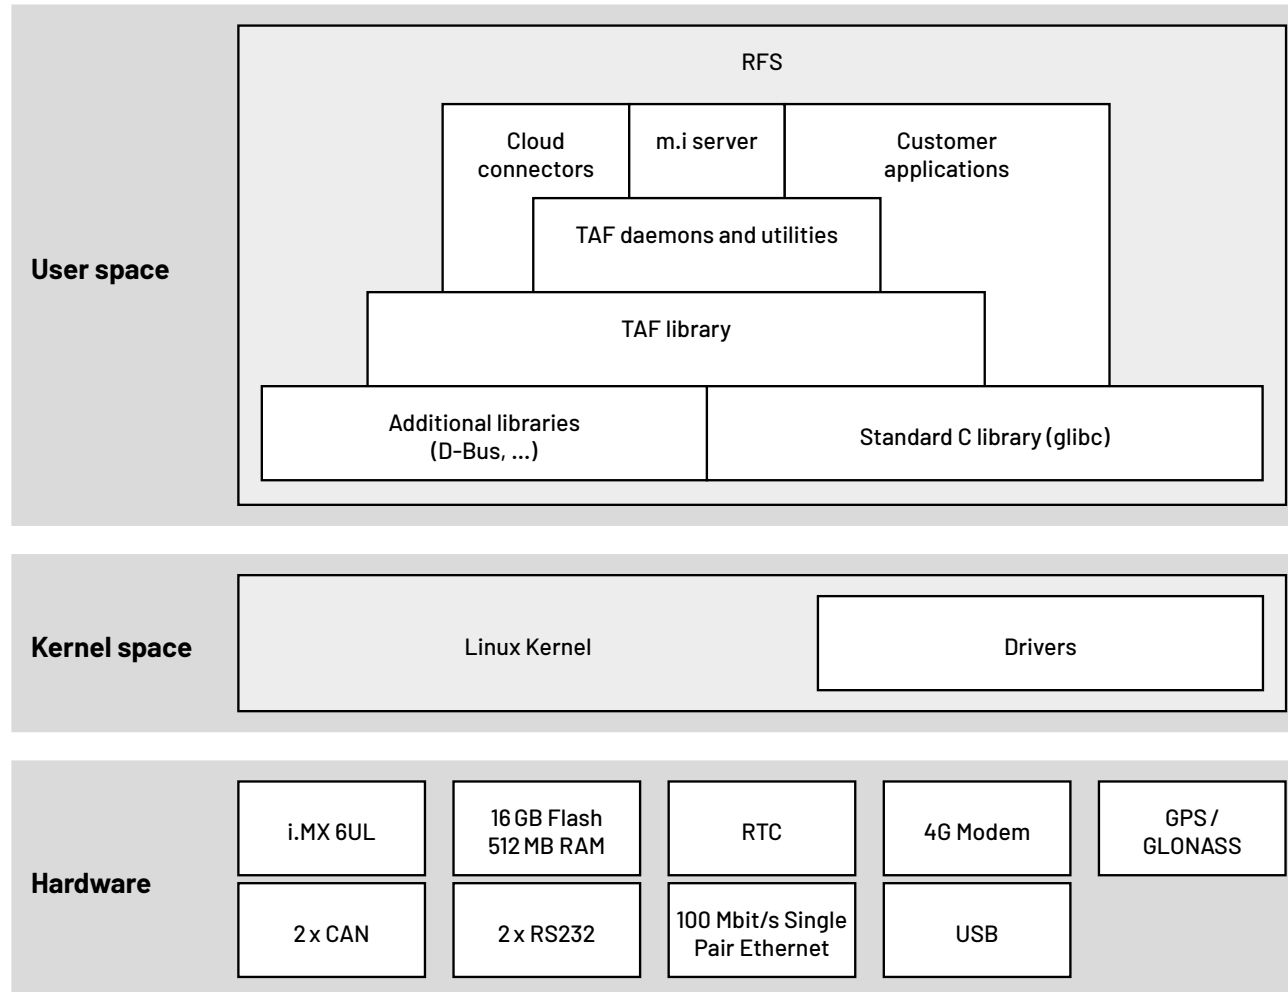 RFS
Cloud
connectors
m.i server
Customer
applications
TAF daemons and utilities
User space
TAF library
Additional libraries
(D-Bus, ...)
Standard C library (glibc)
Kernel space
Linux Kernel
Drivers
Hardware
i.MX 6UL
16 GB Flash
512 MB RAM
RTC
4G Modem
GPS /
GLONASS
2 x CAN
2 x RS232
100 Mbit/s Single
Pair Ethernet
USB